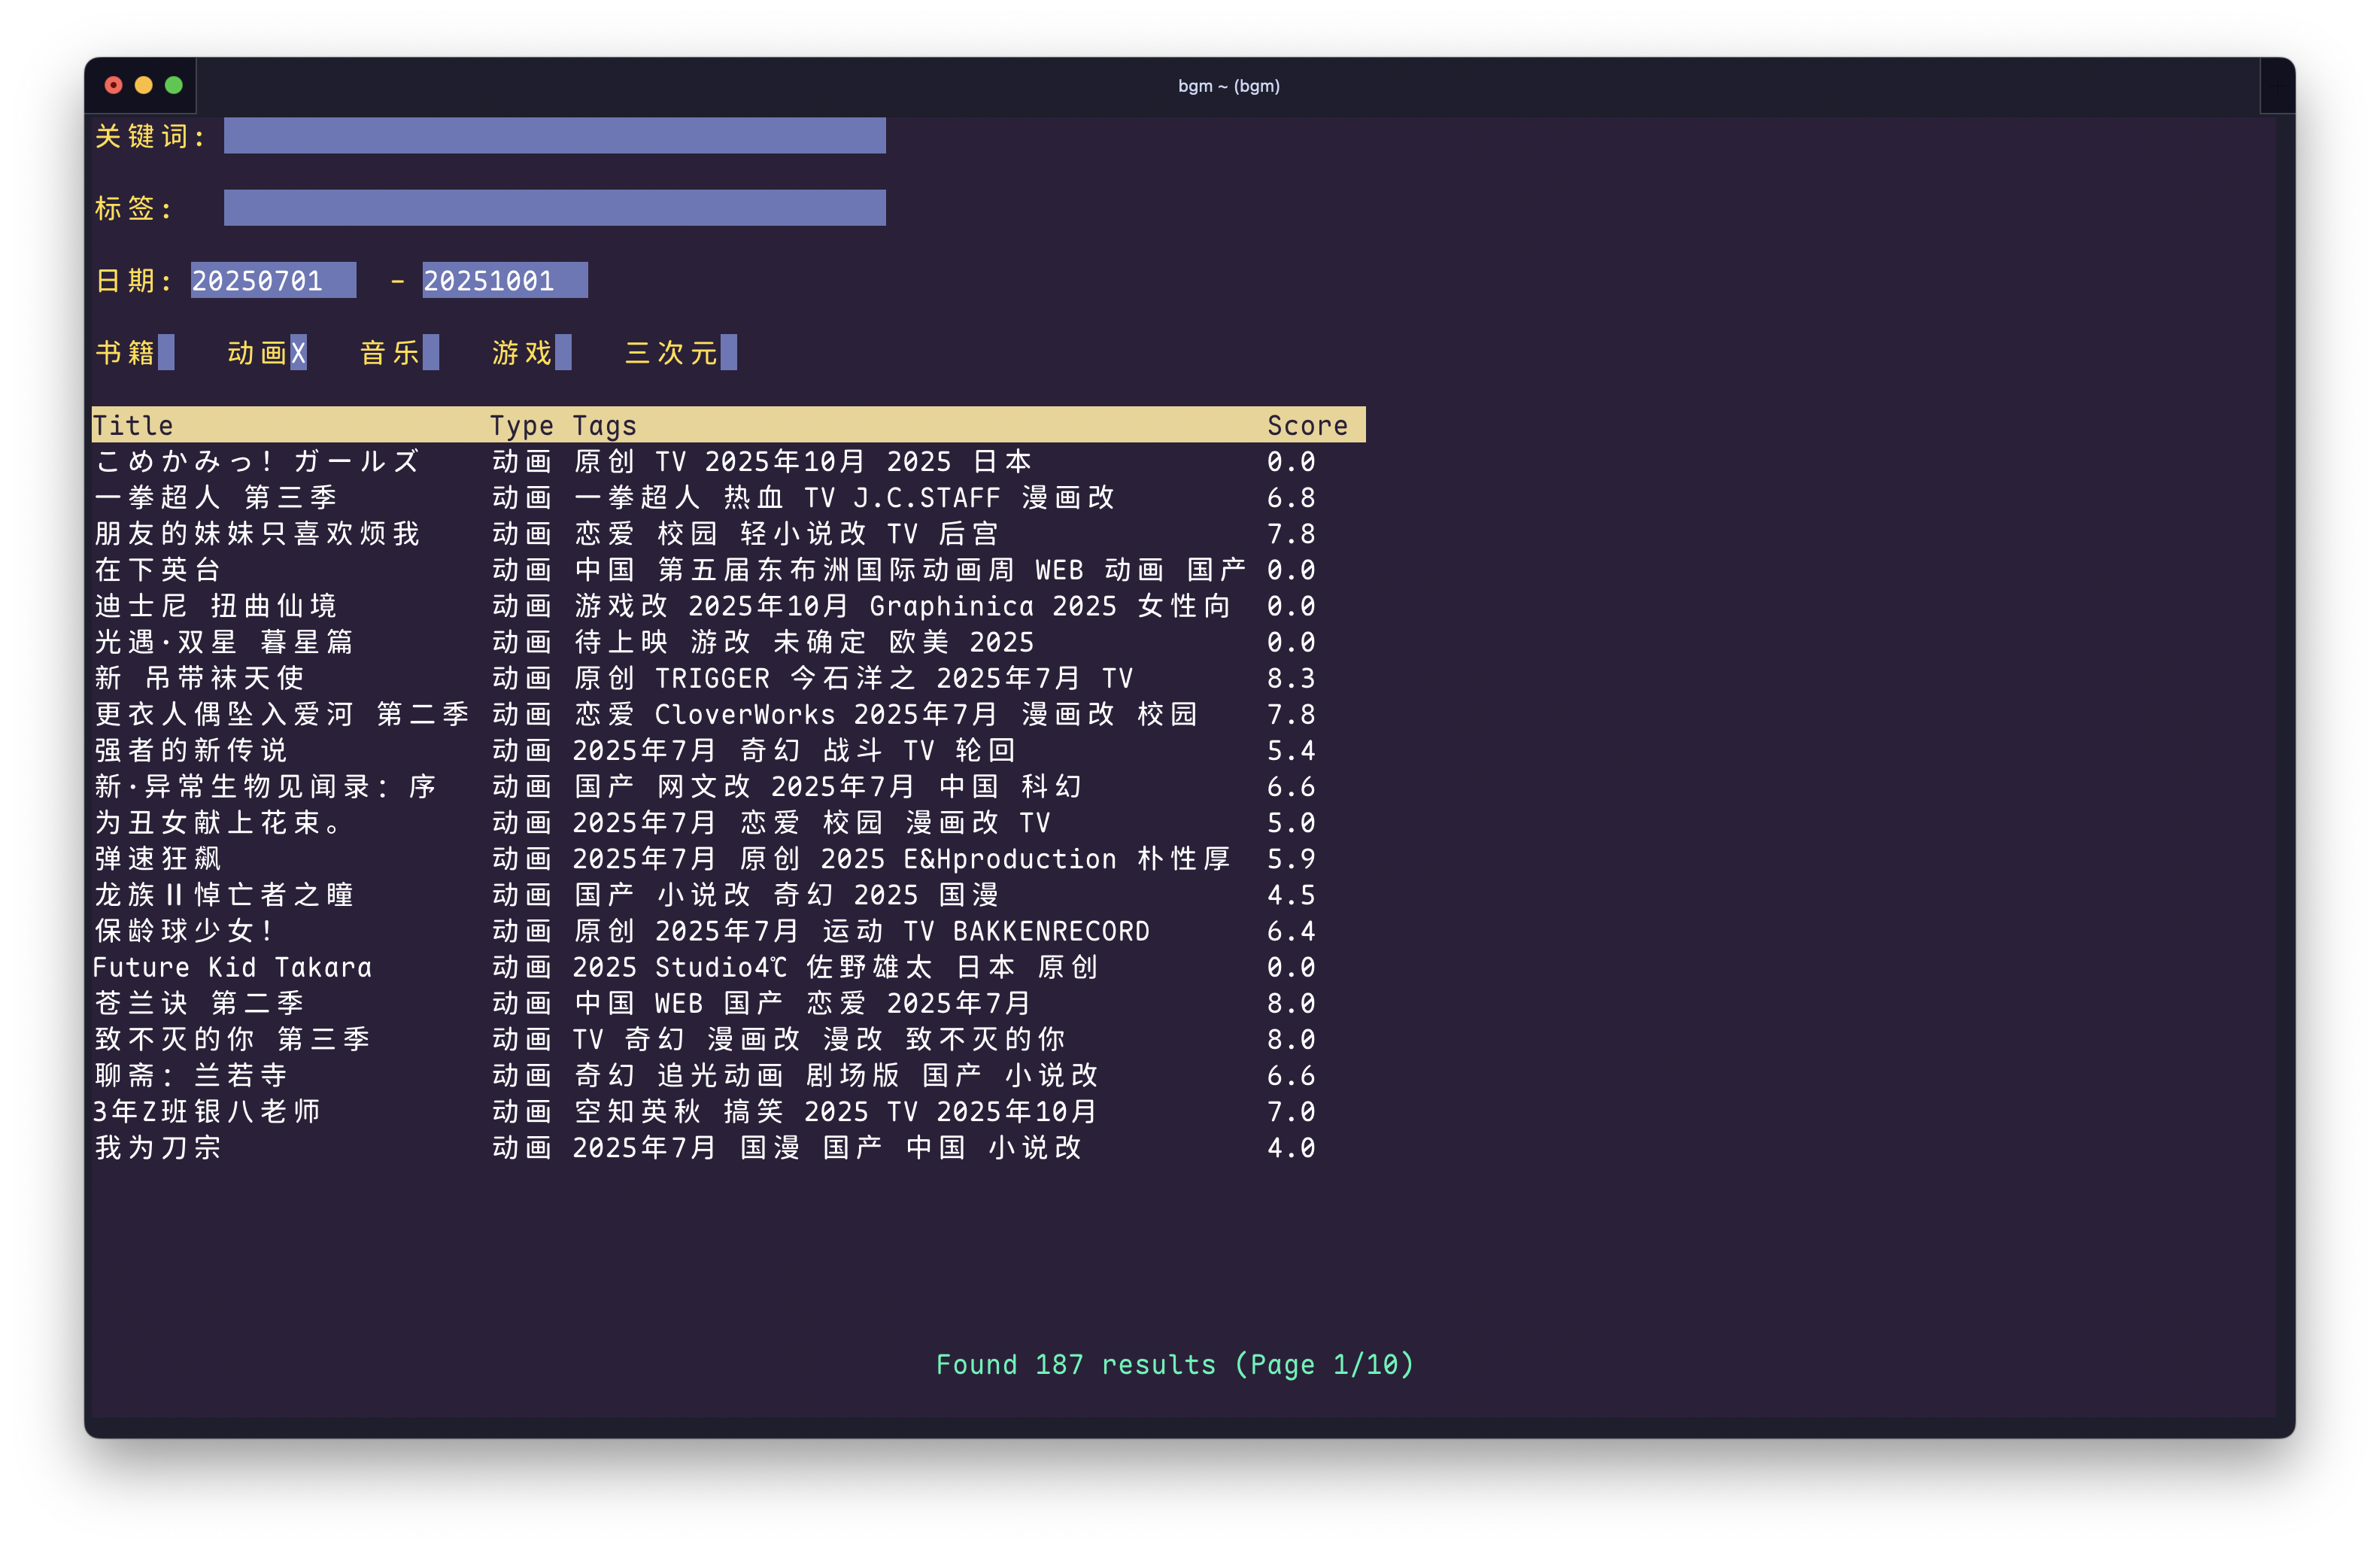 bgm ~ (bgm)
关键词:
标签:
日期: 20250701 - 20251001
书籍 动画X 音乐 游戏 三次元
Title Type Tags Score
こめかみっ! ガールズ 动画 原创 TV 2025年10月 2025 日本 0.0
一拳超人 第三季 动画 一拳超人 热血 TV J.C.STAFF 漫画改 6.8
朋友的妹妹只喜欢烦我 动画 恋爱 校园 轻小说改 TV 后宫 7.8
在下英台 动画 中国 第五届东布洲国际动画周 WEB 动画 国产 0.0
迪士尼 扭曲仙境 动画 游戏改 2025年10月 Graphinica 2025 女性向 0.0
光遇·双星 暮星篇 动画 待上映 游改 未确定 欧美 2025 0.0
新 吊带袜天使 动画 原创 TRIGGER 今石洋之 2025年7月 TV 8.3
更衣人偶坠入爱河 第二季 动画 恋爱 CloverWorks 2025年7月 漫画改 校园 7.8
强者的新传说 动画 2025年7月 奇幻 战斗 TV 轮回 5.4
新·异常生物见闻录: 序 动画 国产 网文改 2025年7月 中国 科幻 6.6
为丑女献上花束。 动画 2025年7月 恋爱 校园 漫画改 TV 5.0
弹速狂飙 动画 2025年7月 原创 2025 E&Hproduction 朴性厚 5.9
龙族Ⅱ悼亡者之瞳 动画 国产 小说改 奇幻 2025 国漫 4.5
保龄球少女! 动画 原创 2025年7月 运动 TV BAKKENRECORD 6.4
Future Kid Takara 动画 2025 Studio4℃ 佐野雄太 日本 原创 0.0
苍兰诀 第二季 动画 中国 WEB 国产 恋爱 2025年7月 8.0
致不灭的你 第三季 动画 TV 奇幻 漫画改 漫改 致不灭的你 8.0
聊斋: 兰若寺 动画 奇幻 追光动画 剧场版 国产 小说改 6.6
3年Z班银八老师 动画 空知英秋 搞笑 2025 TV 2025年10月 7.0
我为刀宗 动画 2025年7月 国漫 国产 中国 小说改 4.0
Found 187 results (Page 1/10)